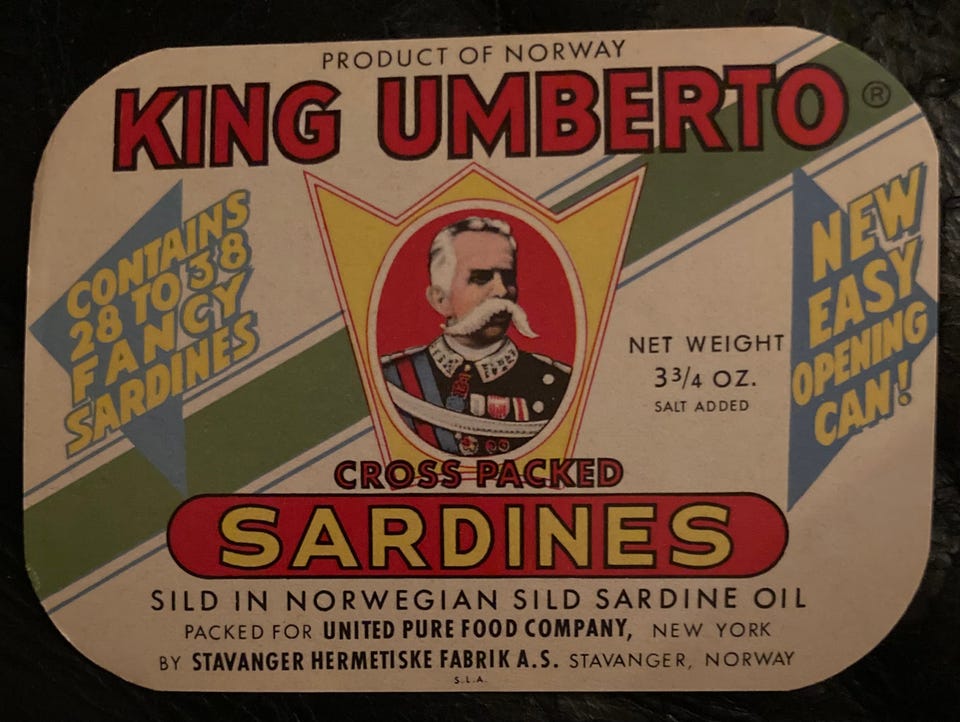 PRODUCT OF NORWAY
KING UMBERTO ®
CONTAINS
28 TO 38
FANCY
SARDINES
NEW
EASY
OPENING
CAN!
NET WEIGHT
3 3/4 OZ.
SALT ADDED
CROSS PACKED
SARDINES
SILD IN NORWEGIAN SILD SARDINE OIL
PACKED FOR UNITED PURE FOOD COMPANY, NEW YORK
BY STAVANGER HERMETISKE FABRIK A.S. STAVANGER, NORWAY
S.L.A.